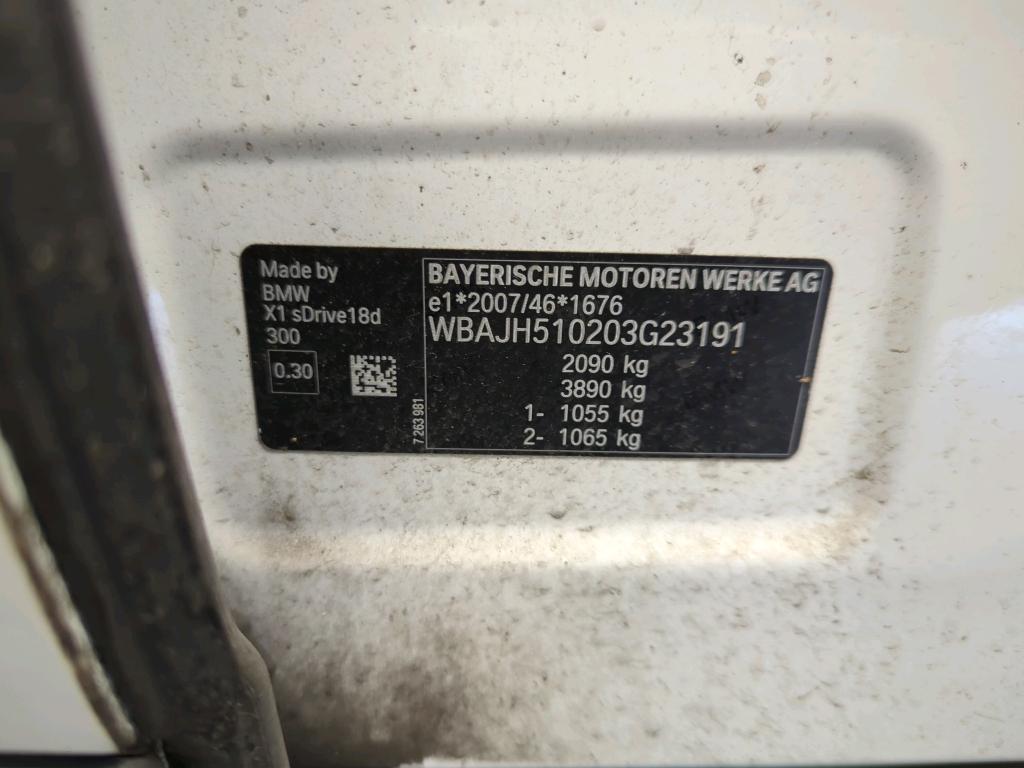 Made by
BMW
X1 sDrive18d
300
0.30
7 263 981
BAYERISCHE MOTOREN WERKE AG
e1*2007/46*1676
WBAJH510203G23191
2090 kg
3890 kg
1- 1055 kg
2- 1065 kg